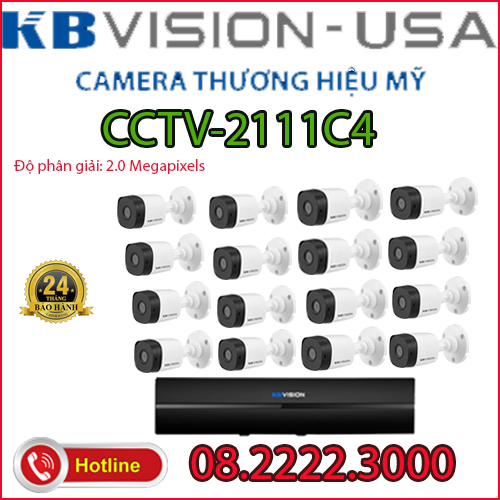 KBVISION-USA
CAMERA THƯƠNG HIỆU MỸ
CCTV-2111C4
Độ phân giải: 2.0 Megapixels
24
THÁNG
BẢO HÀNH
KBVISION
Hotline
08.2222.3000